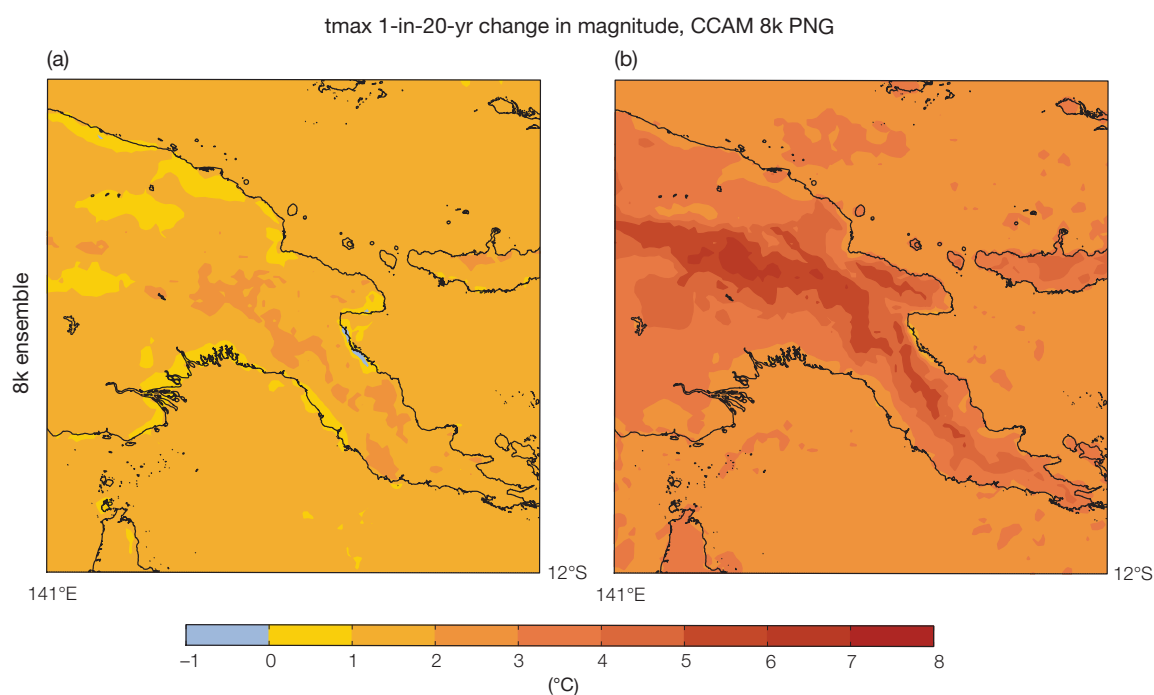 tmax 1-in-20-yr change in magnitude, CCAM 8k PNG
(a)
(b)
8k ensemble
12°S
12°S
141°E
141°E
–1 0 1 2 3 4 5 6 7 8
(°C)